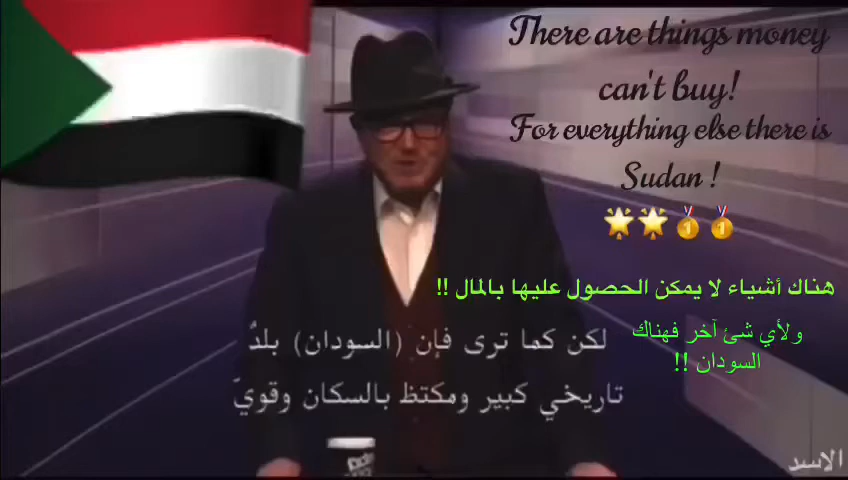 There are things money
can't buy!
For everything else there is
Sudan !
🌟🌟🥇🥇
هناك أشياء لا يمكن الحصول عليها بالمال !!
ولأي شئ آخر فهناك
السودان !!
لكن كما ترى فإن (السودان) بلدٌ
تاريخي كبير ومكتظ بالسكان وقويّ
الاسد